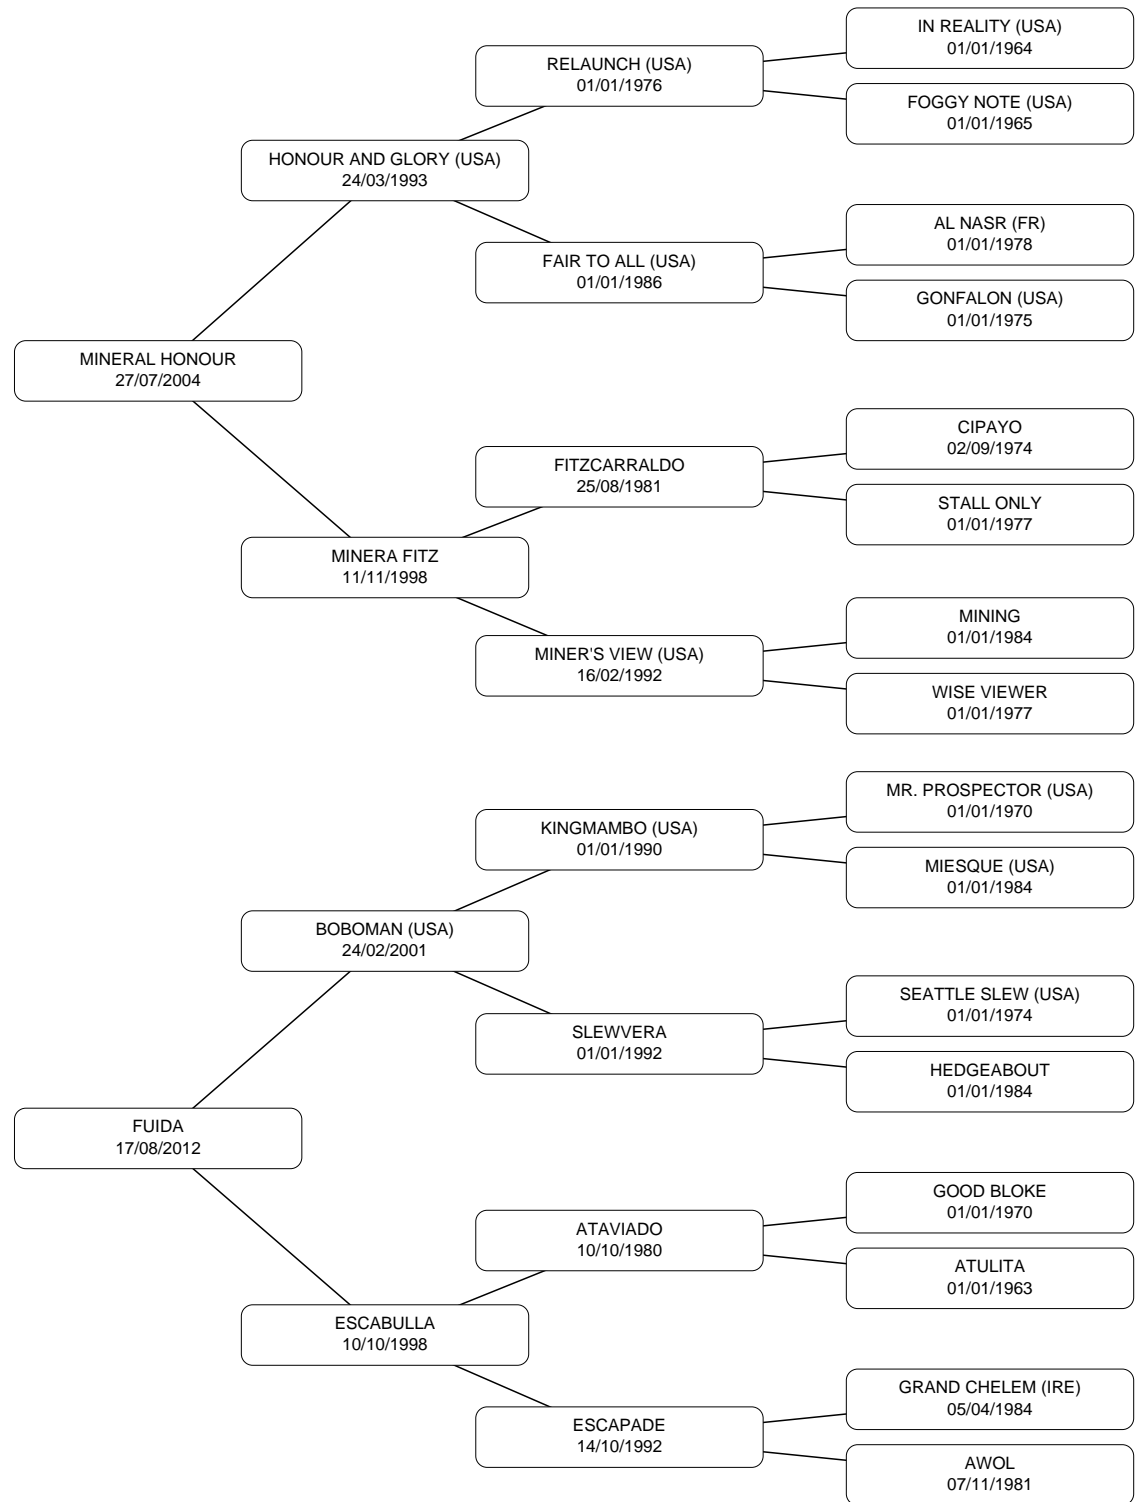 IN REALITY (USA)
01/01/1964
RELAUNCH (USA)
01/01/1976
FOGGY NOTE (USA)
01/01/1965
HONOUR AND GLORY (USA)
24/03/1993
AL NASR (FR)
01/01/1978
FAIR TO ALL (USA)
01/01/1986
GONFALON (USA)
01/01/1975
MINERAL HONOUR
27/07/2004
CIPAYO
02/09/1974
FITZCARRALDO
25/08/1981
STALL ONLY
01/01/1977
MINERA FITZ
11/11/1998
MINING
01/01/1984
MINER'S VIEW (USA)
16/02/1992
WISE VIEWER
01/01/1977
MR. PROSPECTOR (USA)
01/01/1970
KINGMAMBO (USA)
01/01/1990
MIESQUE (USA)
01/01/1984
BOBOMAN (USA)
24/02/2001
SEATTLE SLEW (USA)
01/01/1974
SLEWVERA
01/01/1992
HEDGEABOUT
01/01/1984
FUIDA
17/08/2012
GOOD BLOKE
01/01/1970
ATAVIADO
10/10/1980
ATULITA
01/01/1963
ESCABULLA
10/10/1998
GRAND CHELEM (IRE)
05/04/1984
ESCAPADE
14/10/1992
AWOL
07/11/1981